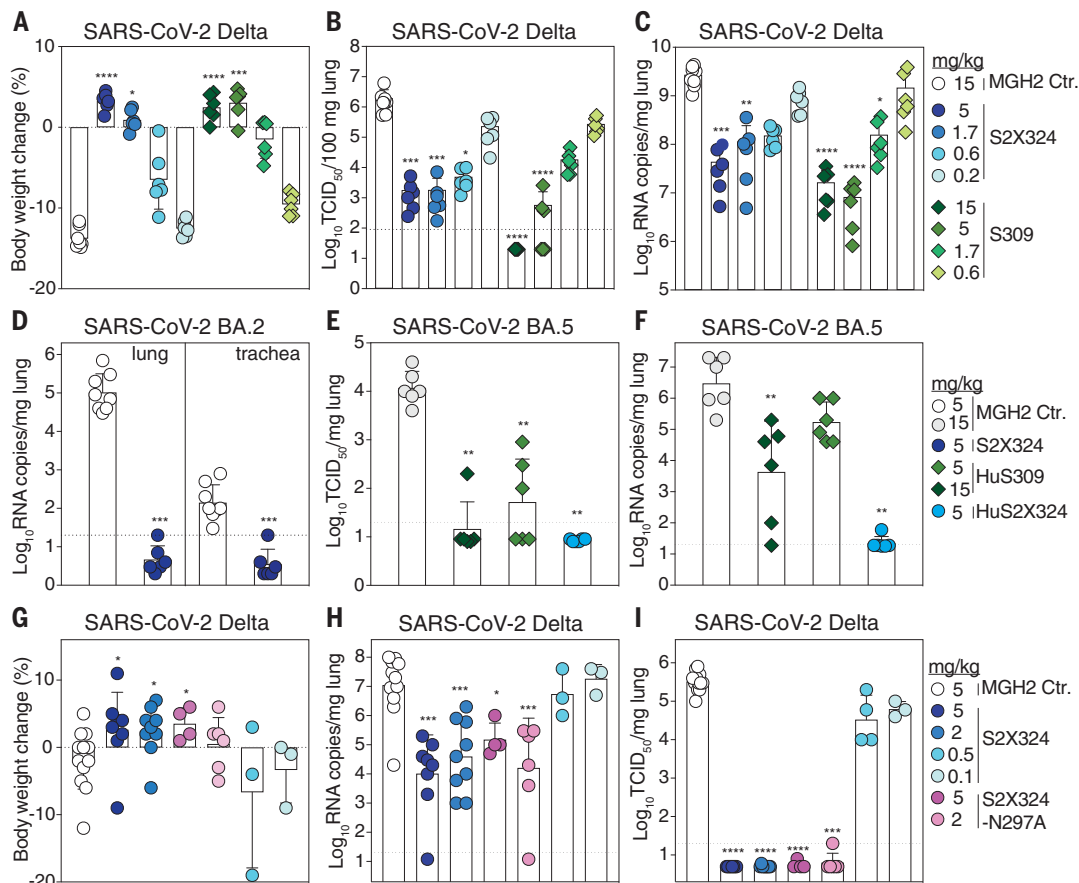 A
SARS-CoV-2 Delta
Body weight change (%)
10
0
-10
-20
****
*
****
***
B
SARS-CoV-2 Delta
Log10 TCID50/100 mg lung
8
7
6
5
4
3
2
1
0
***
***
*
****
****
C
SARS-CoV-2 Delta
Log10RNA copies/mg lung
10
9
8
7
6
5
***
**
****
****
*
mg/kg
15 MGH2 Ctr.
5
1.7
0.6
0.2
S2X324
15
5
1.7
0.6
S309
D
SARS-CoV-2 BA.2
lung
trachea
Log10RNA copies/mg lung
6
5
4
3
2
1
0
***
***
E
SARS-CoV-2 BA.5
Log10TCID50/mg lung
5
4
3
2
1
0
**
**
**
F
SARS-CoV-2 BA.5
Log10RNA copies/mg lung
7
6
5
4
3
2
1
0
**
**
mg/kg
5
15
MGH2 Ctr.
5 S2X324
5
15
HuS309
5 HuS2X324
G
SARS-CoV-2 Delta
Body weight change (%)
20
10
0
-10
-20
*
*
*
H
SARS-CoV-2 Delta
Log10 RNA copies/mg lung
8
7
6
5
4
3
2
1
***
***
*
***
I
SARS-CoV-2 Delta
Log10TCID50/mg lung
6
5
4
3
2
1
****
****
****
***
mg/kg
5 MGH2 Ctr.
5
2
0.5
0.1
S2X324
5
2
S2X324
-N297A